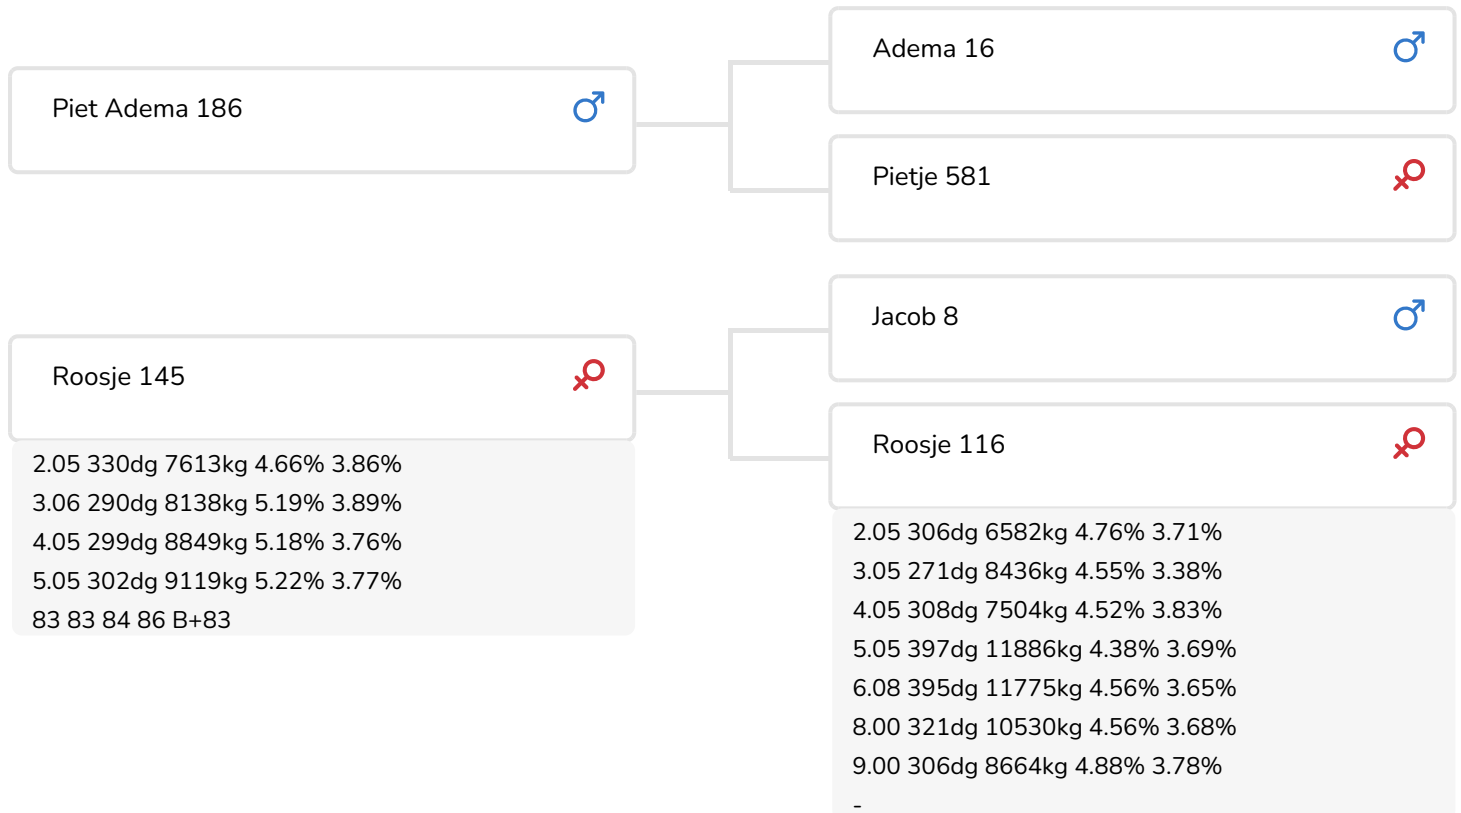 Piet Adema 186
Adema 16
Pietje 581
Roosje 145
2.05 330dg 7613kg 4.66% 3.86%
3.06 290dg 8138kg 5.19% 3.89%
4.05 299dg 8849kg 5.18% 3.76%
5.05 302dg 9119kg 5.22% 3.77%
83 83 84 86 B+83
Jacob 8
Roosje 116
2.05 306dg 6582kg 4.76% 3.71%
3.05 271dg 8436kg 4.55% 3.38%
4.05 308dg 7504kg 4.52% 3.83%
5.05 397dg 11886kg 4.38% 3.69%
6.08 395dg 11775kg 4.56% 3.65%
8.00 321dg 10530kg 4.56% 3.68%
9.00 306dg 8664kg 4.88% 3.78%
-